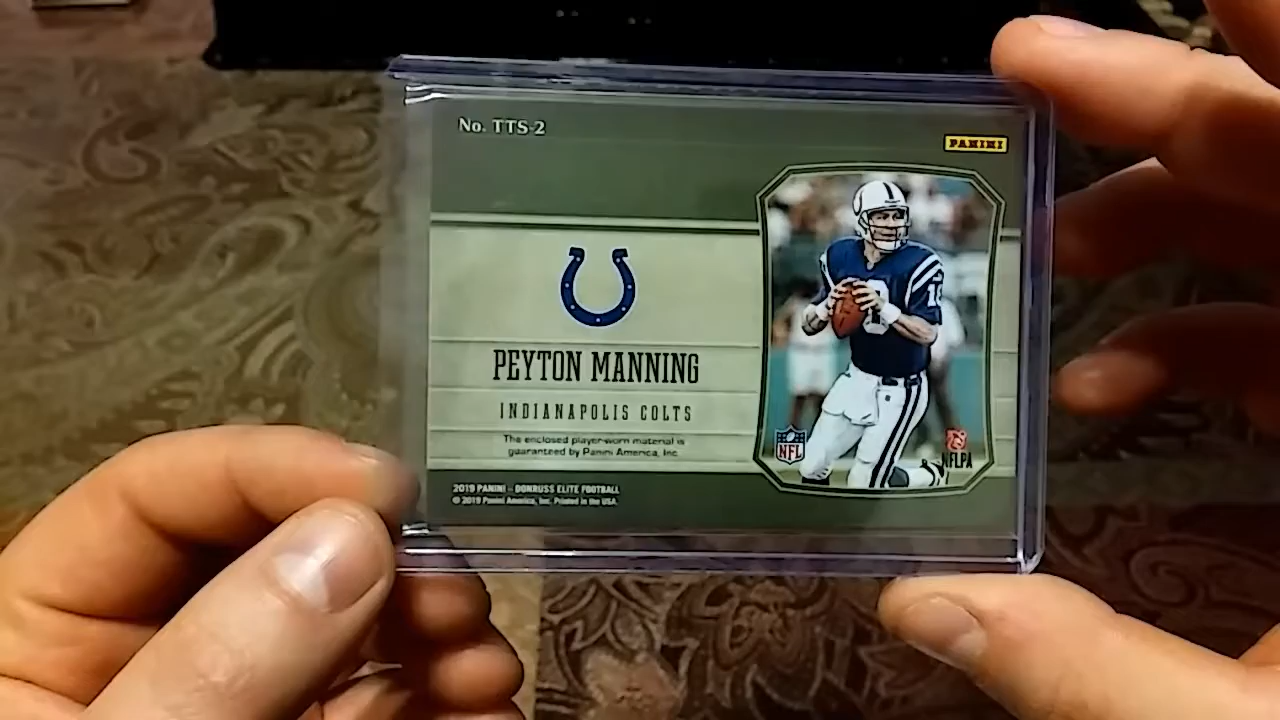 No. TTS-2
PANINI
PEYTON MANNING
INDIANAPOLIS COLTS
The enclosed player-worn material is
guaranteed by Panini America, Inc.
2019 PANINI - DONRUSS ELITE FOOTBALL
© 2019 Panini America, Inc. Printed in the USA.
18
NFL
NFLPA